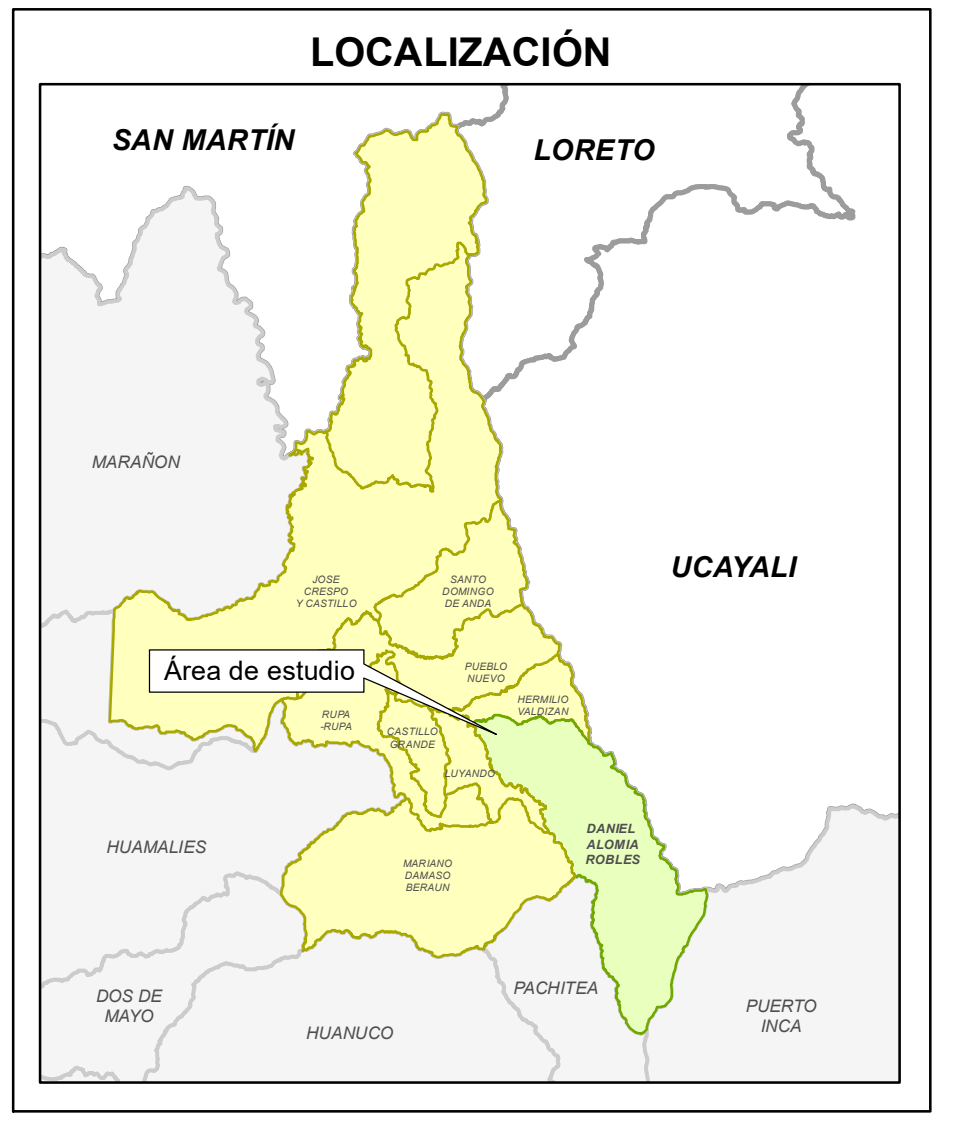 LOCALIZACIÓN
SAN MARTÍN
LORETO
MARAÑON
UCAYALI
JOSE
CRESPO
Y CASTILLO
SANTO
DOMINGO
DE ANDA
Área de estudio
PUEBLO
NUEVO
HERMILIO
VALDIZAN
RUPA
-RUPA
CASTILLO
GRANDE
LUYANDO
DANIEL
ALOMIA
ROBLES
HUAMALIES
MARIANO
DAMASO
BERAUN
DOS DE
MAYO
PACHITEA
PUERTO
INCA
HUANUCO